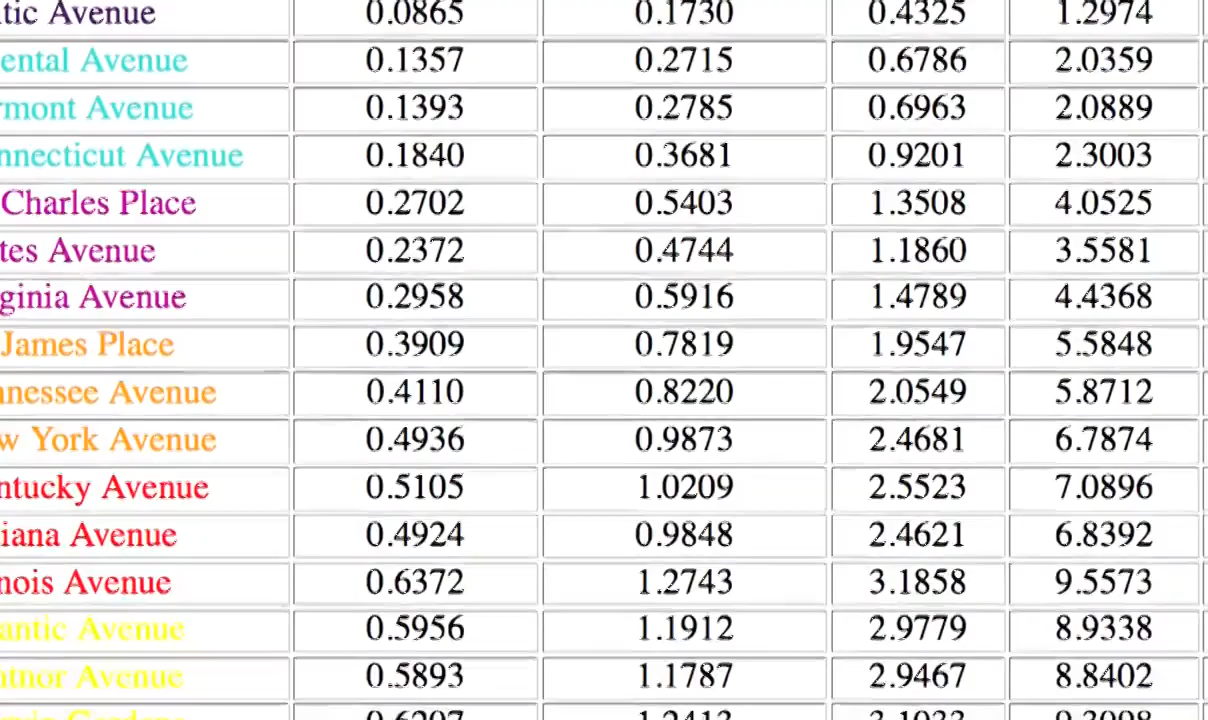 tic Avenue 0.0865 0.1730 0.4325 1.2974
ental Avenue 0.1357 0.2715 0.6786 2.0359
rmont Avenue 0.1393 0.2785 0.6963 2.0889
nnecticut Avenue 0.1840 0.3681 0.9201 2.3003
Charles Place 0.2702 0.5403 1.3508 4.0525
tes Avenue 0.2372 0.4744 1.1860 3.5581
ginia Avenue 0.2958 0.5916 1.4789 4.4368
James Place 0.3909 0.7819 1.9547 5.5848
nnessee Avenue 0.4110 0.8220 2.0549 5.8712
w York Avenue 0.4936 0.9873 2.4681 6.7874
ntucky Avenue 0.5105 1.0209 2.5523 7.0896
iana Avenue 0.4924 0.9848 2.4621 6.8392
nois Avenue 0.6372 1.2743 3.1858 9.5573
antic Avenue 0.5956 1.1912 2.9779 8.9338
ntnor Avenue 0.5893 1.1787 2.9467 8.8402